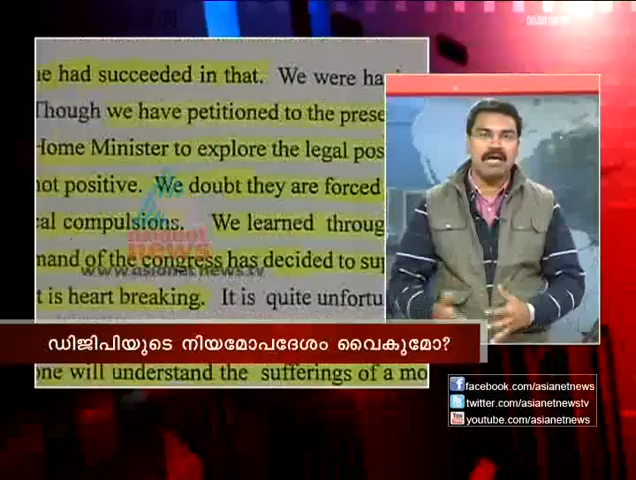 he had succeeded in that. We were ha
Though we have petitioned to the prese
Home Minister to explore the legal pos
not positive. We doubt they are forced
cal compulsions. We learned throug
mand of the congress has decided to sup
t is heart breaking. It is quite unfortu
one will understand the sufferings of a mo
asianet
news
www.asianetnews.tv
ഡിജിപിയുടെ നിയമോപദേശം വൈകുമോ?
facebook.com/asianetnews
twitter.com/asianetnewstv
youtube.com/asianetnews